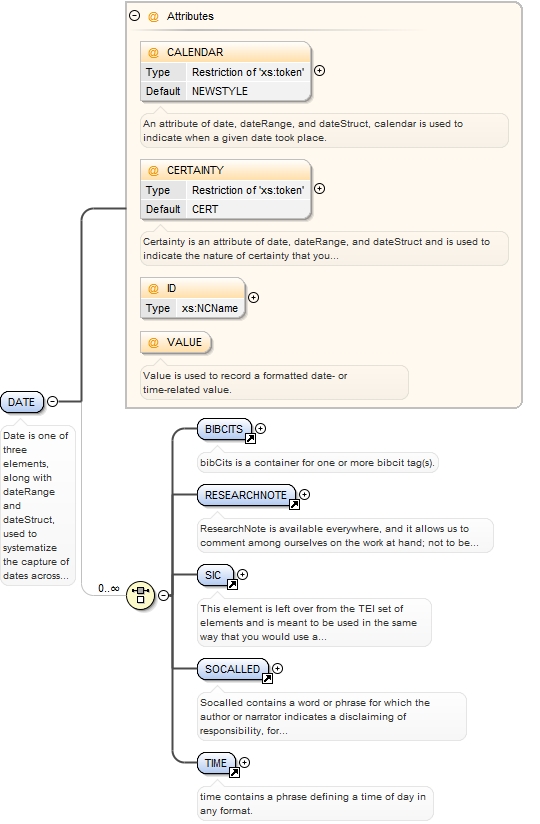 @ Attributes
@ CALENDAR
Type Restriction of 'xs:token'
Default NEWSTYLE
An attribute of date, dateRange, and dateStruct, calendar is used to
indicate when a given date took place.
@ CERTAINTY
Type Restriction of 'xs:token'
Default CERT
Certainty is an attribute of date, dateRange, and dateStruct and is used to
indicate the nature of certainty that you...
@ ID
Type xs:NCName
@ VALUE
Value is used to record a formatted date- or
time-related value.
DATE
Date is one of
three
elements,
along with
dateRange
and
dateStruct,
used to
systematize
the capture of
dates across...
0..∞
BIBCITS
bibCits is a container for one or more bibcit tag(s).
RESEARCHNOTE
ResearchNote is available everywhere, and it allows us to
comment among ourselves on the work at hand; not to be...
SIC
This element is left over from the TEI set of
elements and is meant to be used in the same
way that you would use a...
SOCALLED
Socalled contains a word or phrase for which the
author or narrator indicates a disclaiming of
responsibility, for...
TIME
time contains a phrase defining a time of day in
any format.